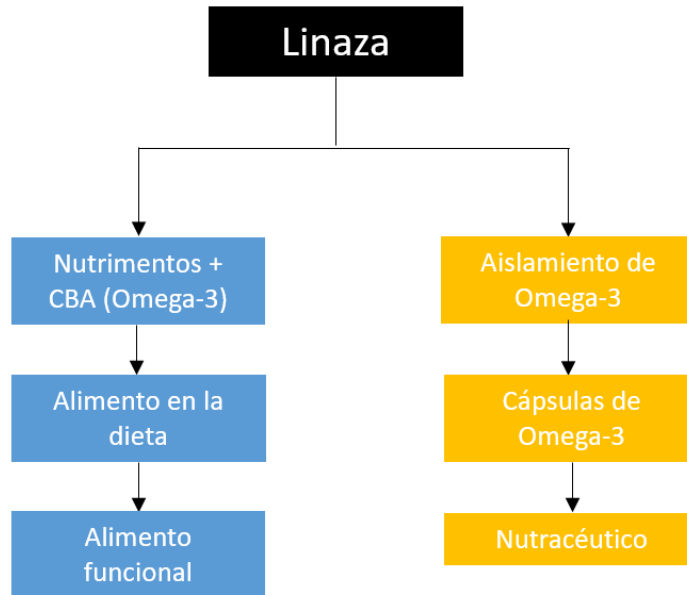 Linaza
Nutrimentos +
CBA (Omega-3)
Alimento en la
dieta
Alimento
funcional
Aislamiento de
Omega-3
Cápsulas de
Omega-3
Nutracéutico